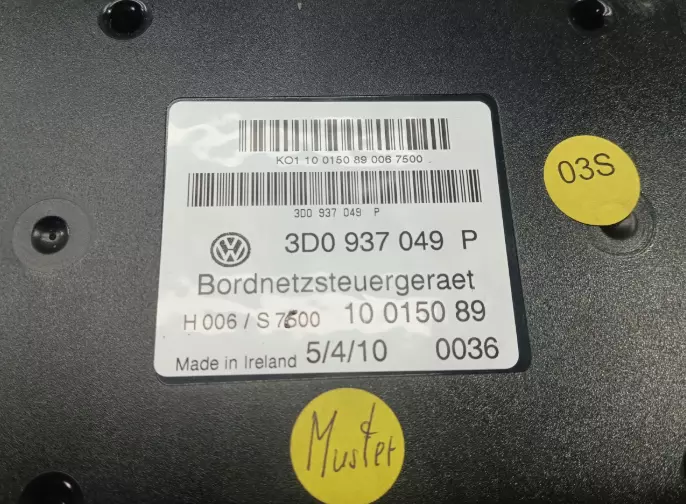 KO1 10 0150 89 006 7500
03S
3D0 937 049 P
3D0 937 049 P
Bordnetzsteuergeraet
H 006 / S 7500 10 0150 89
Made in Ireland 5/4/10 0036
Muster